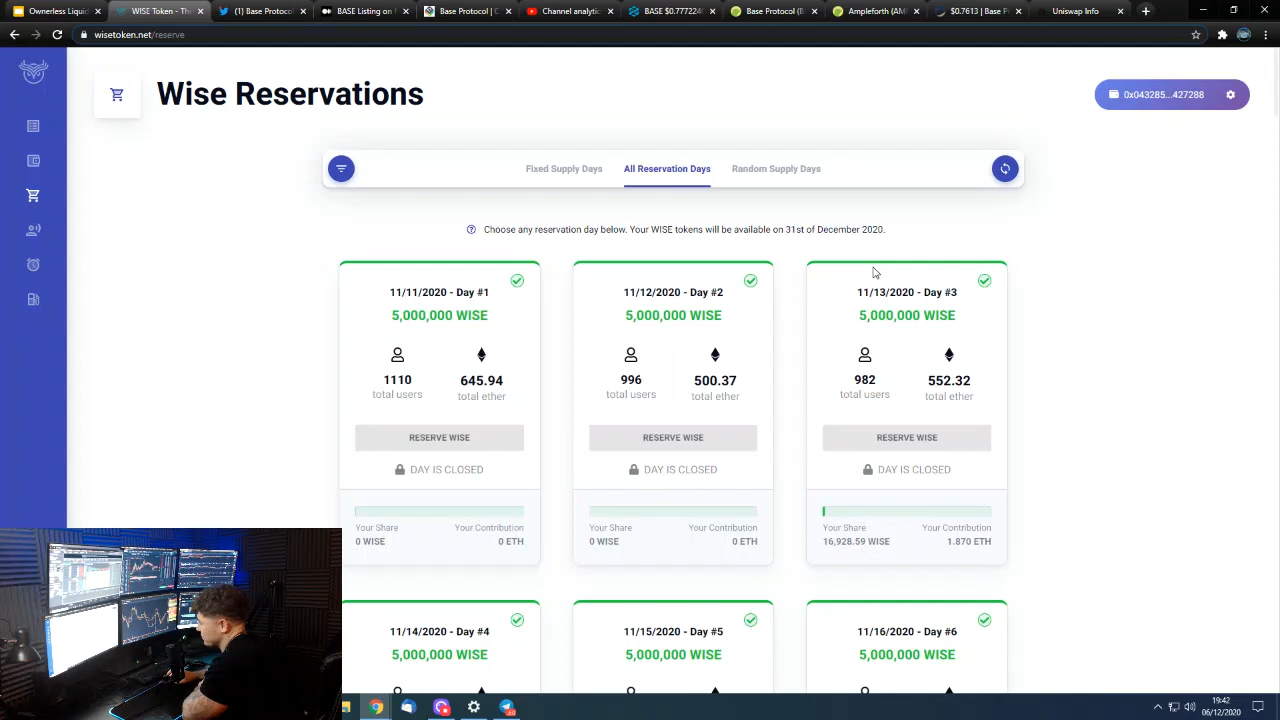 Ownerless Liquid
WISE Token - Th
(1) Base Protoc
BASE Listing on
Base Protocol | C
Channel analytic
BASE $0.77722
Base Protocol (B
Ampleforth (AM
$0.7613 | Base P
Uniswap Info
wisetoken.net/reserve
Wise Reservations
0x043285...427288
Fixed Supply Days
All Reservation Days
Random Supply Days
Choose any reservation day below. Your WISE tokens will be available on 31st of December 2020.
11/11/2020 - Day #1
5,000,000 WISE
1110
total users
645.94
total ether
RESERVE WISE
DAY IS CLOSED
Your Share
0 WISE
Your Contribution
0 ETH
11/12/2020 - Day #2
5,000,000 WISE
996
total users
500.37
total ether
RESERVE WISE
DAY IS CLOSED
Your Share
0 WISE
Your Contribution
0 ETH
11/13/2020 - Day #3
5,000,000 WISE
982
total users
552.32
total ether
RESERVE WISE
DAY IS CLOSED
Your Share
16,928.59 WISE
Your Contribution
1.870 ETH
11/14/2020 - Day #4
5,000,000 WISE
11/15/2020 - Day #5
5,000,000 WISE
11/16/2020 - Day #6
5,000,000 WISE
19:42
06/12/2020